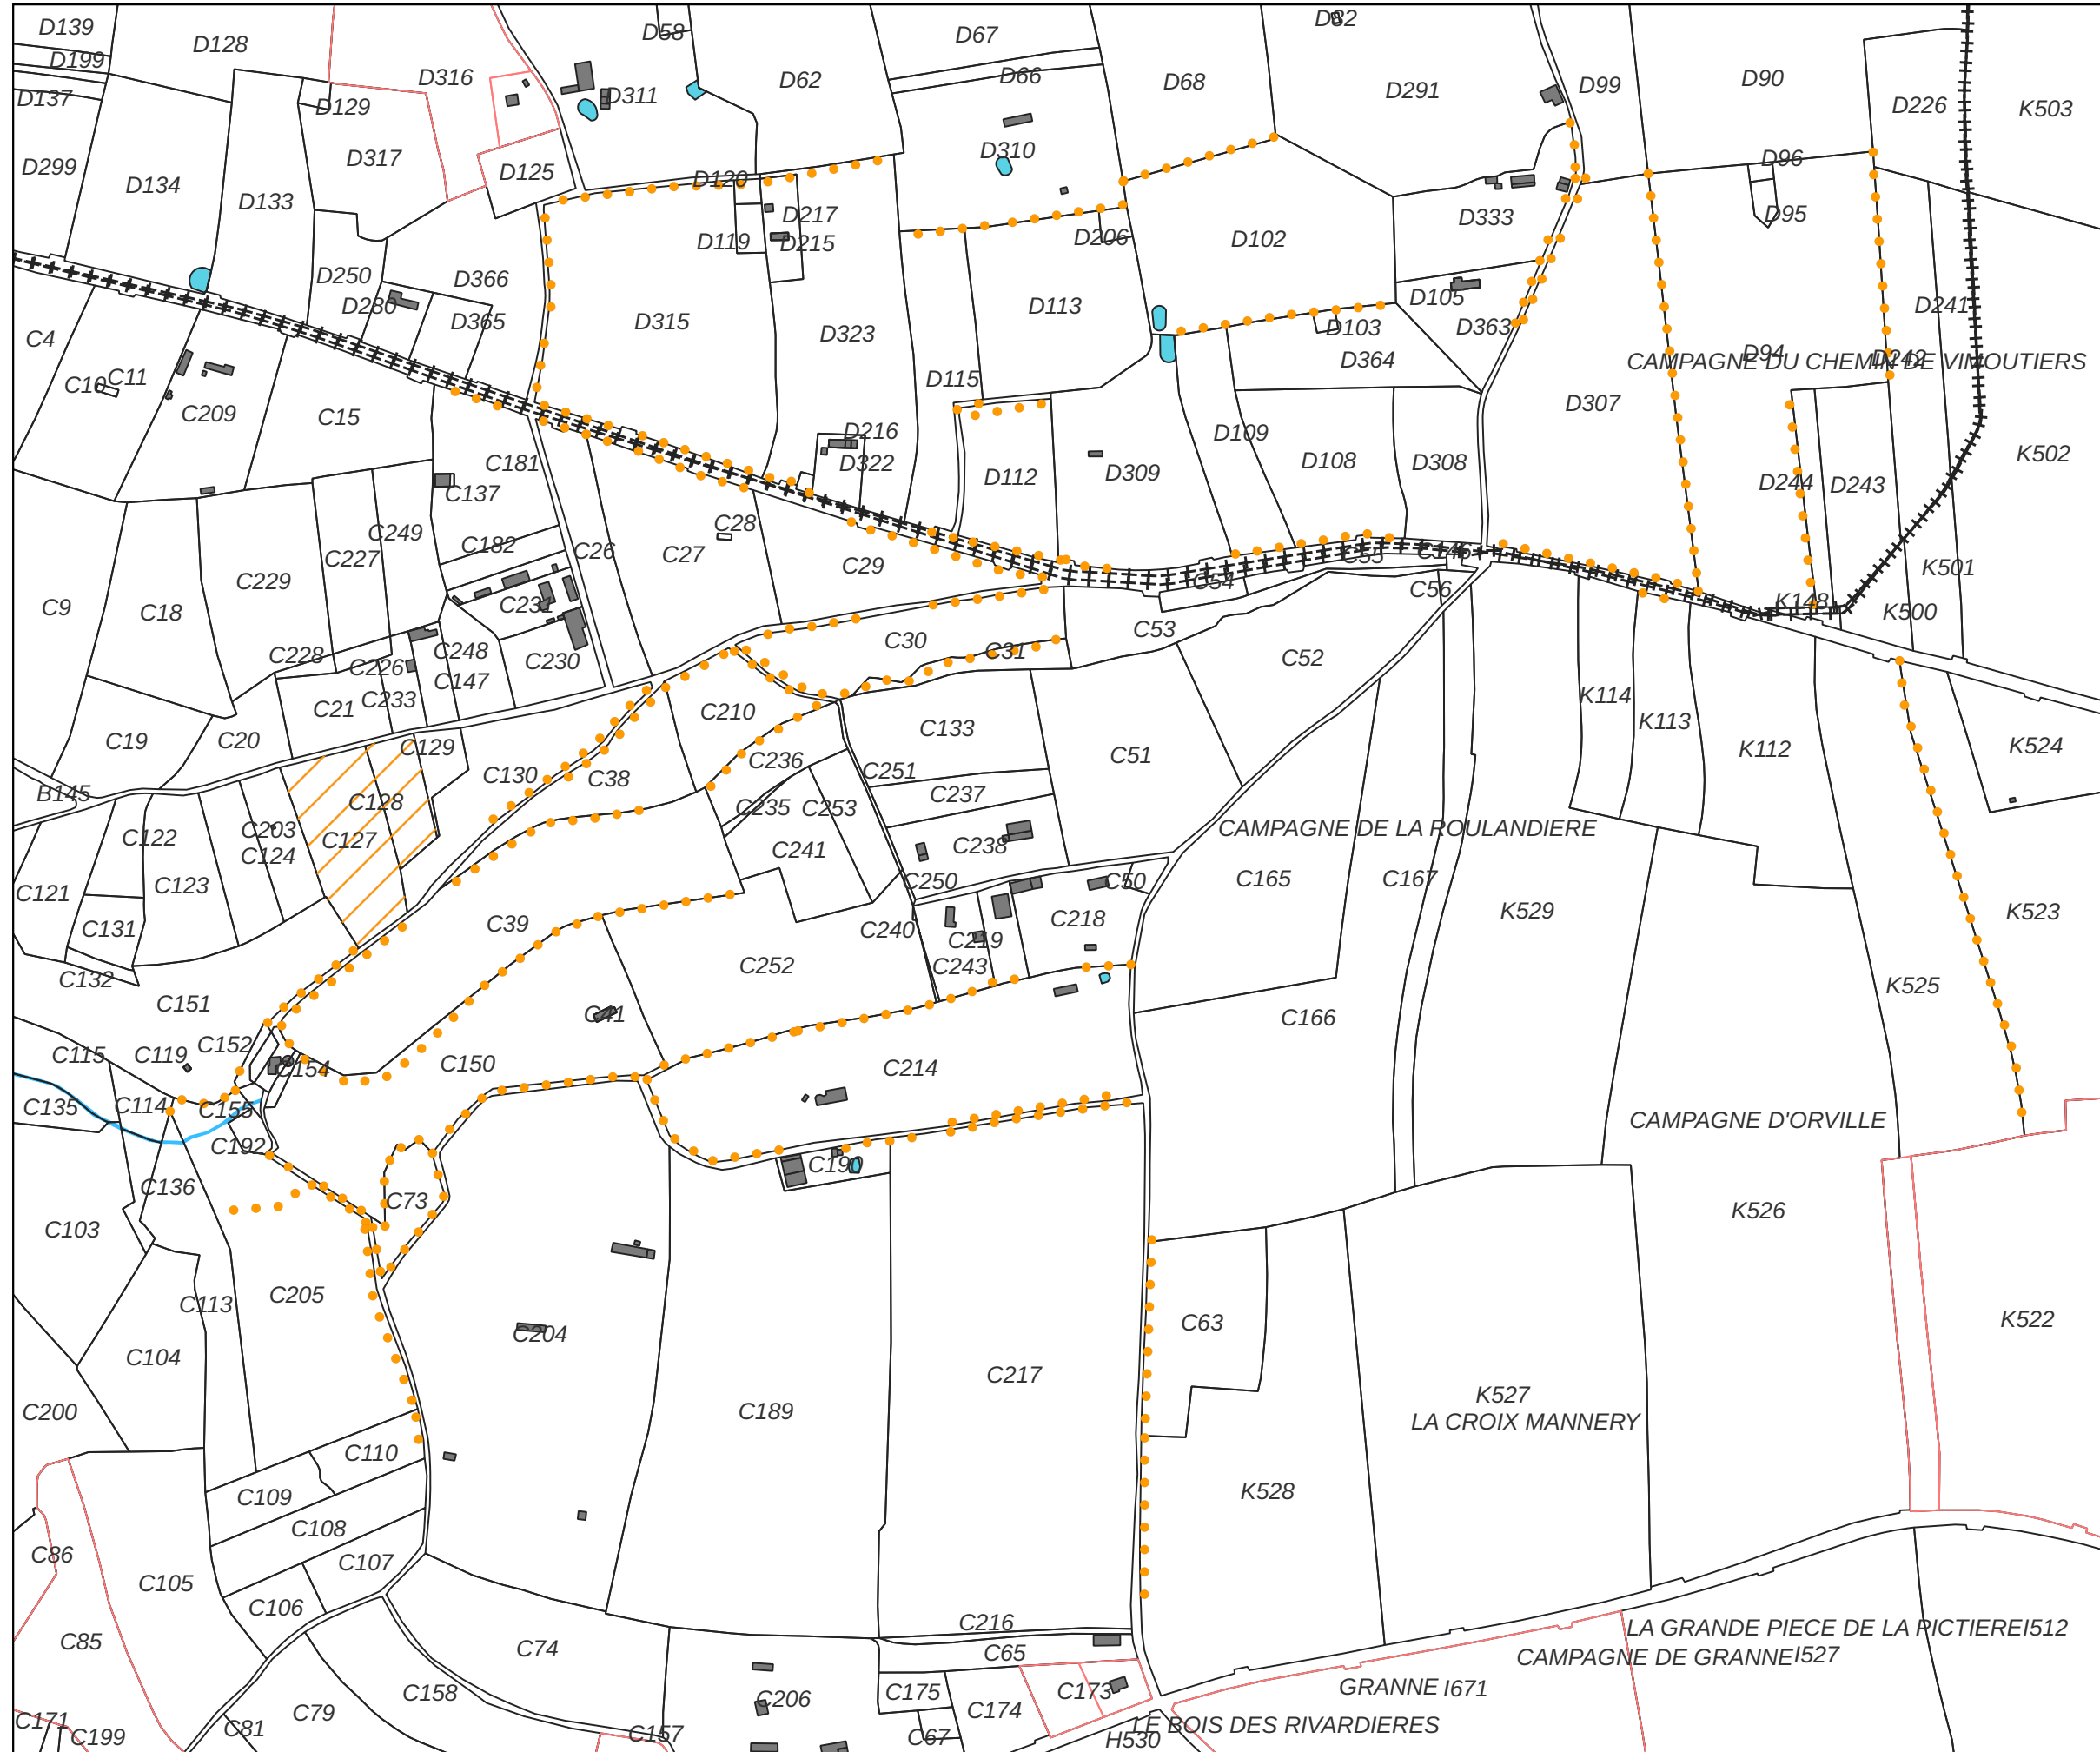 D139
D128
D199
D137
D316
D58
D311
D62
D67
D66
D68
D82
D291
D99
D90
D226
K503
D129
D317
D125
D299
D134
D133
D310
D96
D95
D120
D217
D119
D215
D206
D102
D333
D250
D280
D366
D365
D315
D323
D113
D105
D363
D103
D364
D241
C4
C10
C11
C209
C15
D115
D94
D242
CAMPAGNE DU CHEMIN DE VIMOUTIERS
D307
D216
D322
D109
D112
D309
D108
D308
D244
D243
K502
C181
C137
C249
C227
C182
C26
C28
C27
C29
C229
C9
C18
C231
C54
C55
C146
C56
K148
K501
K500
C228
C226
C248
C147
C230
C30
C31
C53
C52
C21
C233
C210
C133
C51
K114
K113
K112
K524
C19
C20
C129
C130
C38
C236
C251
C237
B145
C128
C235
C253
C122
C203
C124
C127
C241
C238
CAMPAGNE DE LA ROULANDIERE
C121
C123
C250
C50
C165
C167
K529
K523
C131
C39
C240
C219
C218
C132
C252
C243
C151
C41
C166
K525
C115
C119
C152
C154
C150
C214
C135
C114
C155
CAMPAGNE D'ORVILLE
C192
C190
C136
C73
C103
K526
C113
C205
C204
C63
K522
C104
C217
C200
C189
K527
LA CROIX MANNERY
C110
C109
K528
C108
C86
C107
C105
C106
C216
C85
C74
C65
LA GRANDE PIECE DE LA PICTIERE
I512
CAMPAGNE DE GRANNE
I527
C158
C206
C175
C173
GRANNE
I671
C171
C199
C81
C79
C157
C174
C67
LE BOIS DES RIVARDIERES
H530